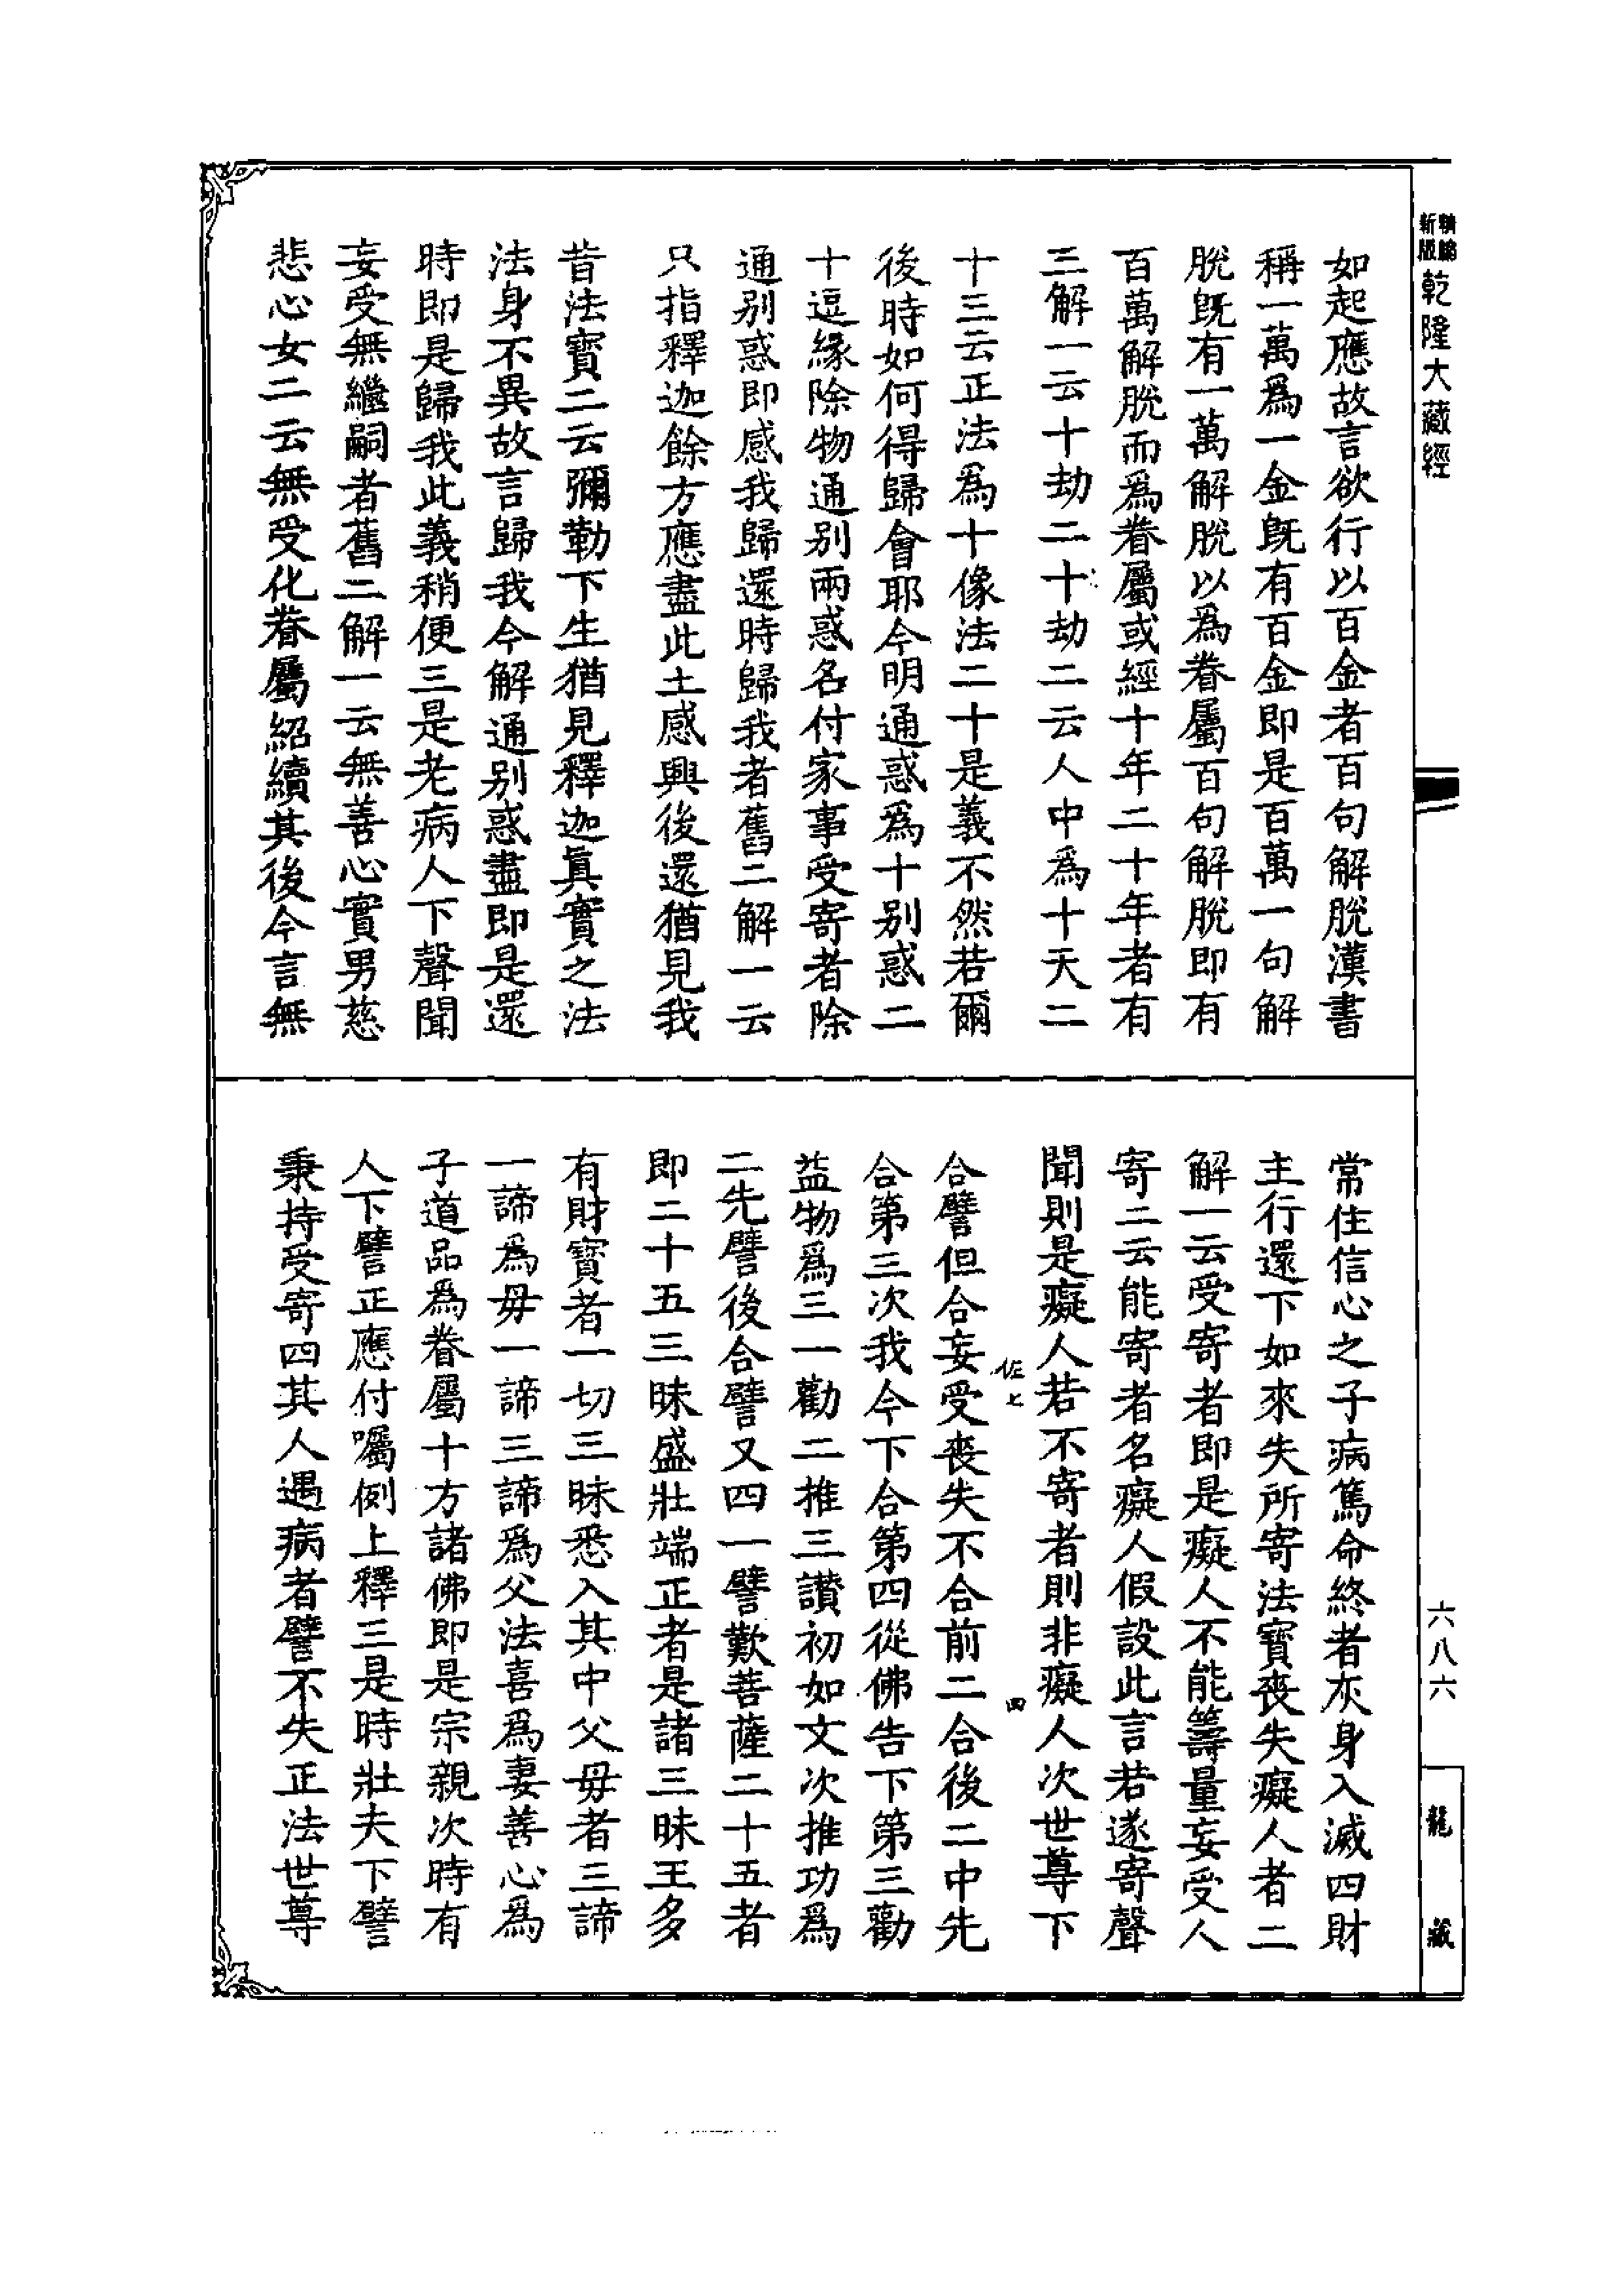 新版精縮乾隆大藏經
如起應故言欲行以百金者百句解脫漢書
稱一萬爲一金旣有百金即是百萬一句解
脫旣有一萬解脫以爲眷屬百句解脫即有
百萬解脫而爲眷屬或經十年二十年者有
三解一云十劫二十劫二云人中爲十天二
十三云正法爲十像法二十是義不然若爾
後時如何得歸會耶今明通惑爲十別惑二
十逗緣除物通別兩惑名付家事受寄者除
通別惑即感我歸還時歸我者舊二解一云
只指釋迦餘方應盡此土感興後還猶見我
昔法寶二云彌勒下生猶見釋迦眞實之法
法身不異故言歸我今解通別惑盡即是還
時即是歸我此義稍便三是老病人下聲聞
妄受無繼嗣者舊二解一云無善心實男慈
悲心女二云無受化眷屬紹續其後今言無
常住信心之子病篤命終者灰身入滅四財
主行還下如來失所寄法寶喪失癡人者二
解一云受寄者即是癡人不能籌量妄受人
寄二云能寄者名癡人假設此言若遂寄聲
聞則是癡人若不寄者則非癡人次世尊下
佐七 四
合譬但合妄受喪失不合前二合後二中先
合第三次我今下合第四從佛告下第三勸
益物爲三一勸二推三讚初如文次推功爲
二先譬後合譬又四一譬歎菩薩二十五者
即二十五三昧盛壯端正者是諸三昧王多
有財寶者一切三昧悉入其中父毋者三諦
一諦爲毋一諦三諦爲父法喜爲妻善心爲
子道品爲眷屬十方諸佛即是宗親次時有
人下譬正應付囑例上釋三是時壯夫下譬
秉持受寄四其人遇病者譬不失正法世尊
六八六
龍藏